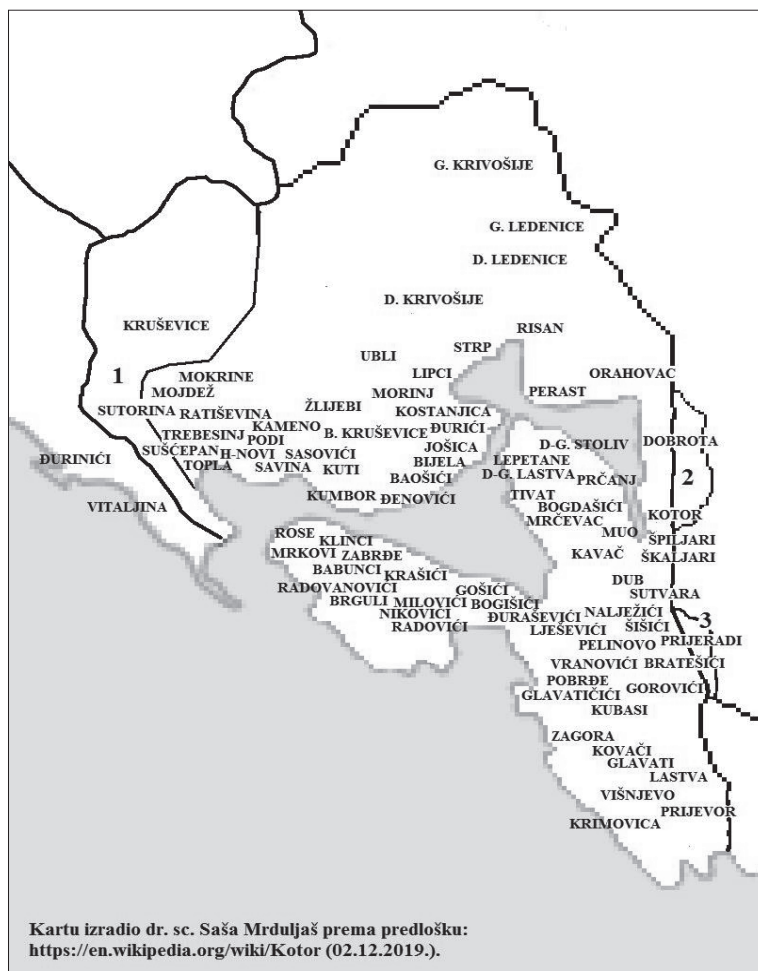 G. KRIVOŠIJE
G. LEDENICE
D. LEDENICE
D. KRIVOŠIJE
RISAN
KRUŠEVICE
STRP
UBLI
ORAHOVAC
LIPCI
1
MOKRINE
MOJDEŽ
MORINJ
PERAST
SUTORINA
RATIŠEVINA
ŽLIJEBI
KOSTANJICA
KAMENO
ĐURIĆI
TREBESINJ
B. KRUŠEVICE
DOBROTA
PODI
D-G. STOLIV
SUŠĆEPAN
H-NOVI
SASOVIĆI
JOŠICA
ĐURINIĆI
TOPLA
SAVINA
KUTI
BIJELA
LEPETANE
D-G. LASTVA
PRČANJ
2
BAOŠIĆI
VITALJINA
KUMBOR
ĐENOVIĆI
TIVAT
BOGDAŠIĆI
MRČEVAC
KOTOR
ROSE
KLINCI
MUO
ŠPILJARI
MRKOVI
ZABRĐE
KAVAČ
ŠKALJARI
BABUNCI
KRAŠIĆI
DUB
RADOVANOVIĆI
GOŠIĆI
SUTVARA
BRGULI
MILOVIĆI
BOGIŠIĆI
NIKOVIĆI
ĐURAŠEVIĆI
NALJEŽIĆI
3
RADOVIĆI
LJEŠEVIĆI
ŠIŠIĆI
PELINOVO
PRIJERADI
VRANOVIĆI
BRATEŠIĆI
POBRĐE
GLAVATIČIĆI
GOROVIĆI
KUBASI
ZAGORA
KOVAČI
GLAVATI
LASTVA
VIŠNJEVO
PRIJEVOR
KRIMOVICA
Kartu izradio dr. sc. Saša Mrduljaš prema predlošku:
https://en.wikipedia.org/wiki/Kotor (02.12.2019.).